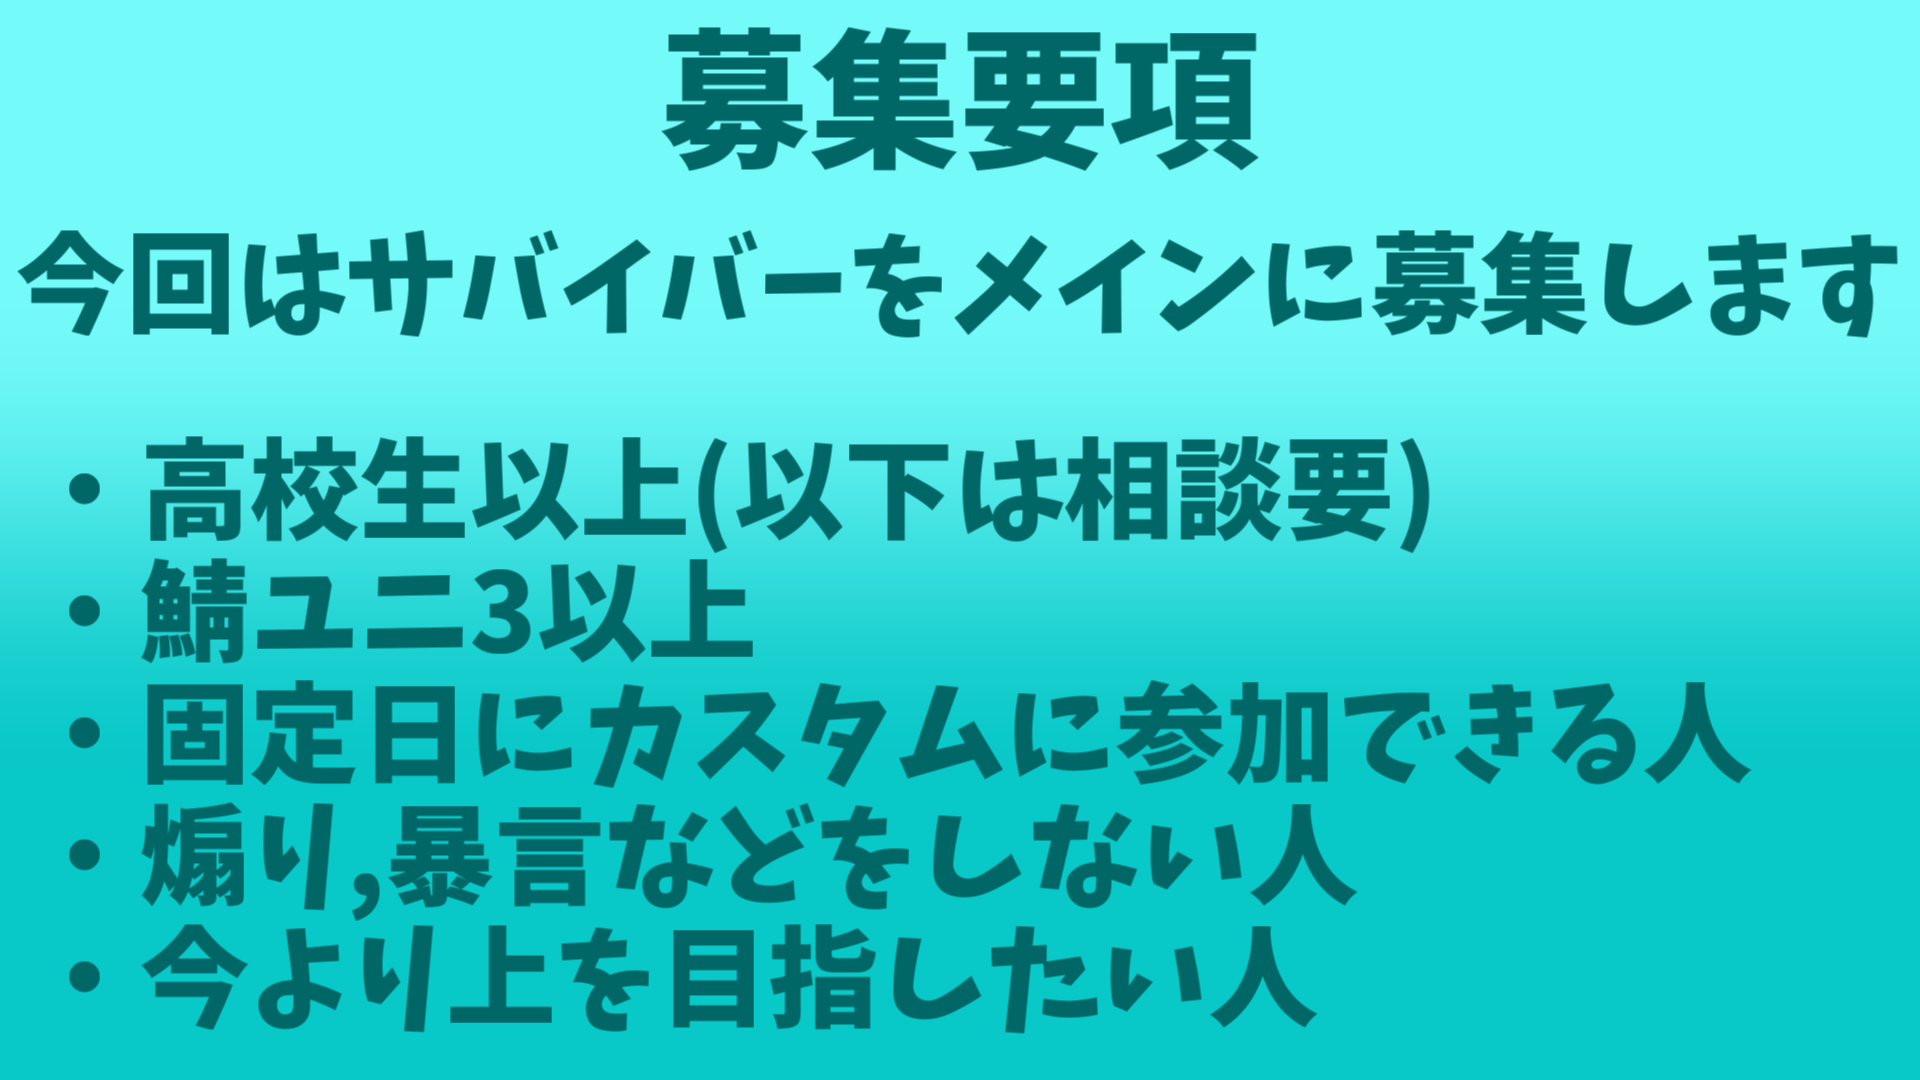 募集要項
今回はサバイバーをメインに募集します
・高校生以上(以下は相談要)
・鯖ユニ3以上
・固定日にカスタムに参加できる人
・煽り,暴言などをしない人
・今より上を目指したい人